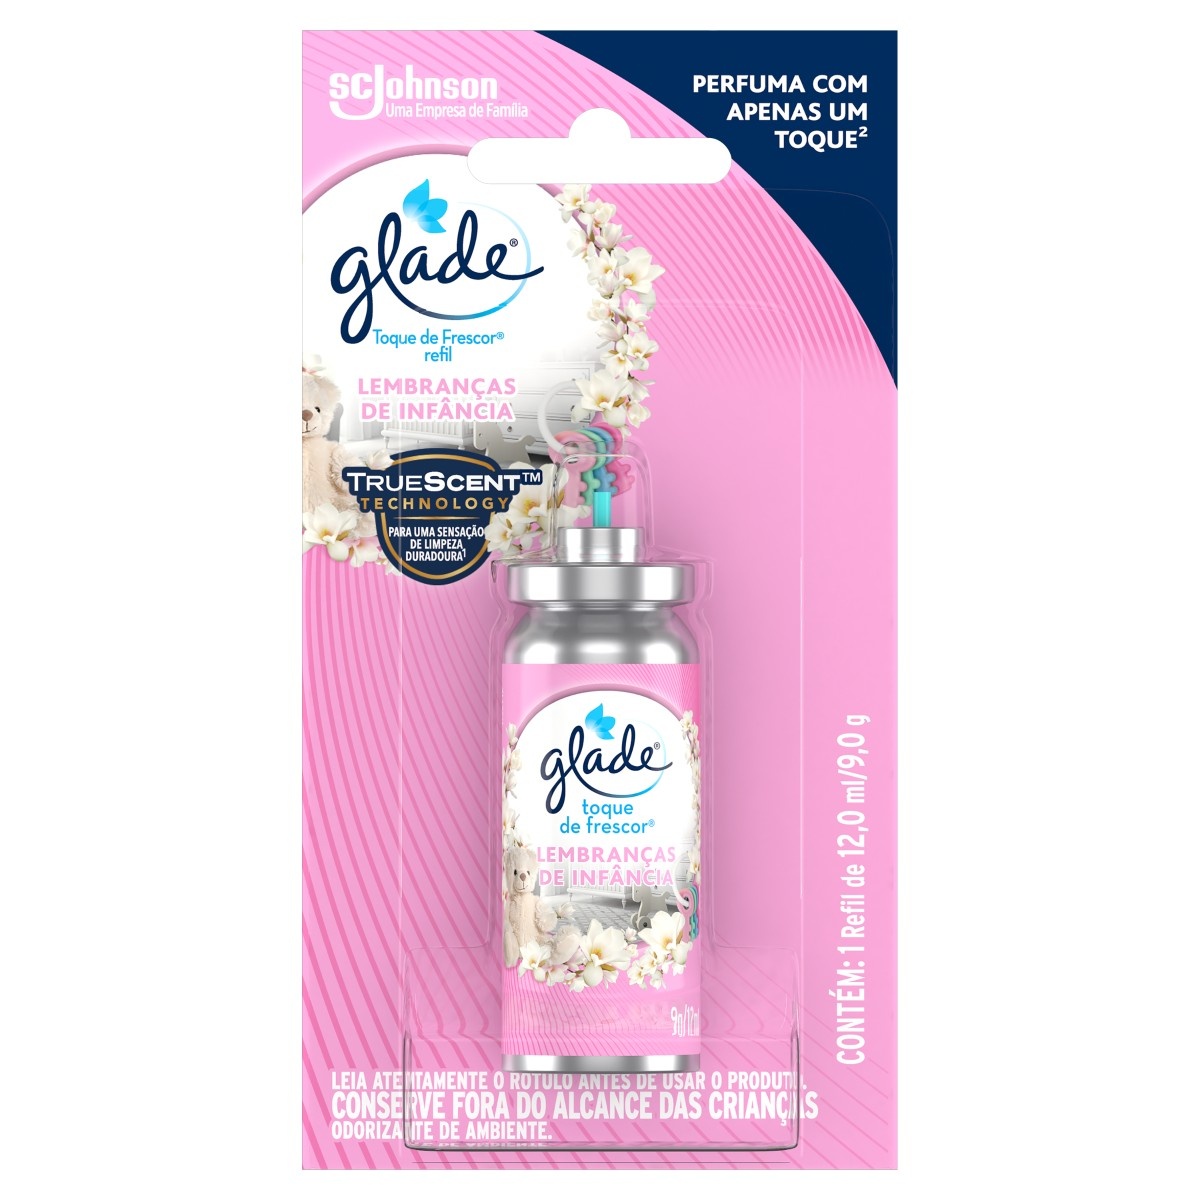 SC Johnson
Uma Empresa de Família
PERFUMA COM
APENAS UM
TOQUE²
glade®
Toque de Frescor®
refil
LEMBRANÇAS
DE INFÂNCIA
TRUESCENT™
TECHNOLOGY
PARA UMA SENSAÇÃO
DE LIMPEZA
DURADOURA¹
glade®
toque
de frescor®
LEMBRANÇAS
DE INFÂNCIA
9g/12ml
CONTÉM: 1 Refil de 12,0 ml/9,0 g
LEIA ATENTAMENTE O RÓTULO ANTES DE USAR O PRODUTO.
CONSERVE FORA DO ALCANCE DAS CRIANÇAS
ODORIZANTE DE AMBIENTE.